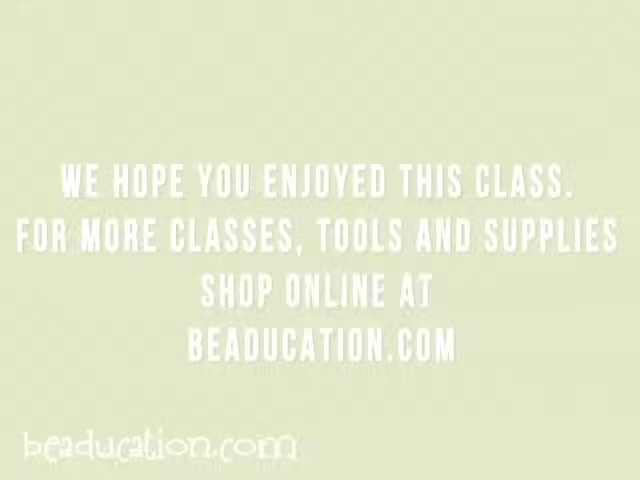 WE HOPE YOU ENJOYED THIS CLASS.
FOR MORE CLASSES, TOOLS AND SUPPLIES
SHOP ONLINE AT
BEADUCATION.COM
beaducation.com